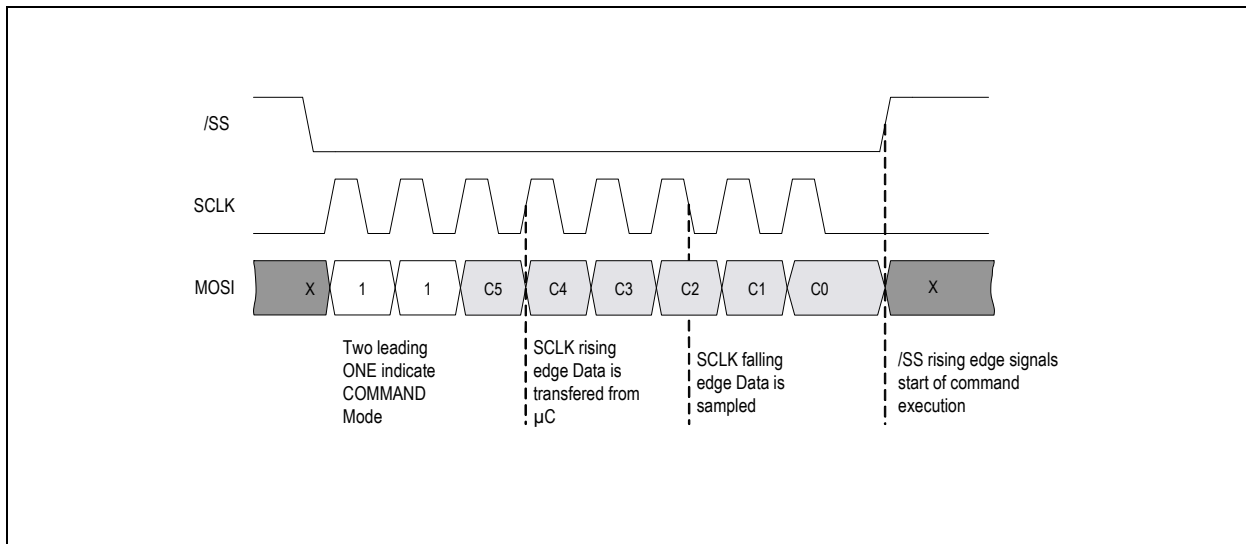 /SS
SCLK
MOSI
X
1
1
C5
C4
C3
C2
C1
C0
X
Two leading
ONE indicate
COMMAND
Mode
SCLK rising
edge Data is
transfered from
µC
SCLK falling
edge Data is
sampled
/SS rising edge signals
start of command
execution